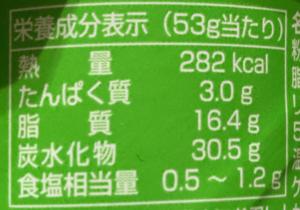 栄養成分表示(53g当たり)
熱量 282 kcal
たんぱく質 3.0 g
脂質 16.4 g
炭水化物 30.5 g
食塩相当量 0.5～1.2 g